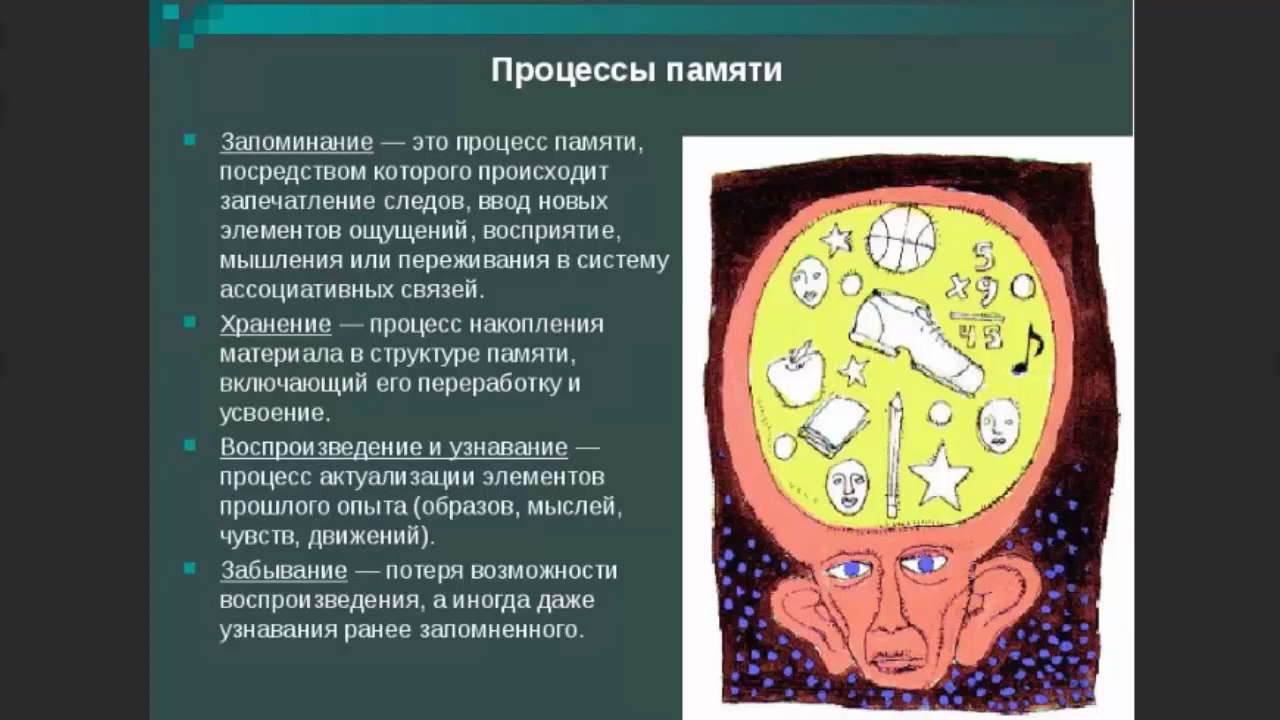 Процессы памяти
Запоминание — это процесс памяти,
посредством которого происходит
запечатление следов, ввод новых
элементов ощущений, восприятие,
мышления или переживания в систему
ассоциативных связей.
Хранение — процесс накопления
материала в структуре памяти,
включающий его переработку и
усвоение.
Воспроизведение и узнавание —
процесс актуализации элементов
прошлого опыта (образов, мыслей,
чувств, движений).
Забывание — потеря возможности
воспроизведения, а иногда даже
узнавания ранее запомненного.
5
x9
45